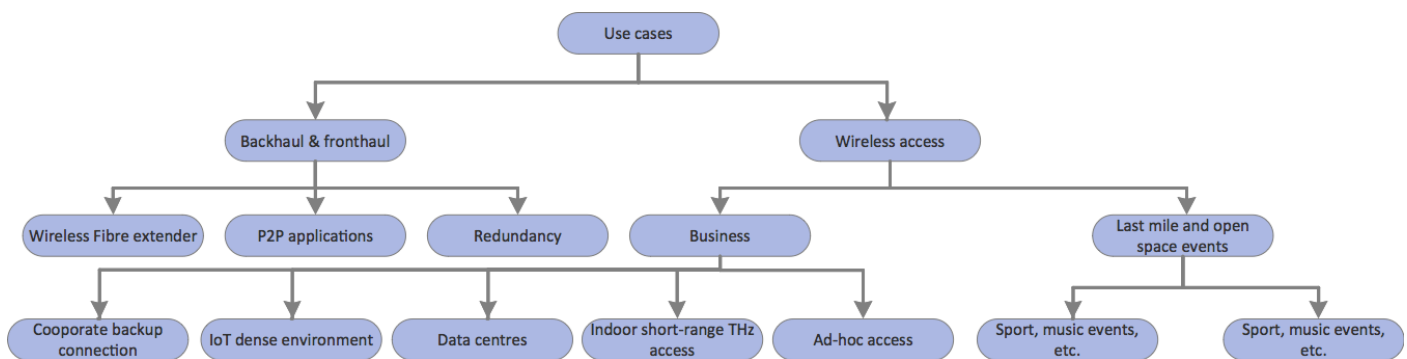 Use cases
Backhaul & fronthaul
Wireless access
Wireless Fibre extender
P2P applications
Redundancy
Business
Last mile and open
space events
Cooporate backup
connection
IoT dense environment
Data centres
Indoor short-range THz
access
Ad-hoc access
Sport, music events,
etc.
Sport, music events,
etc.